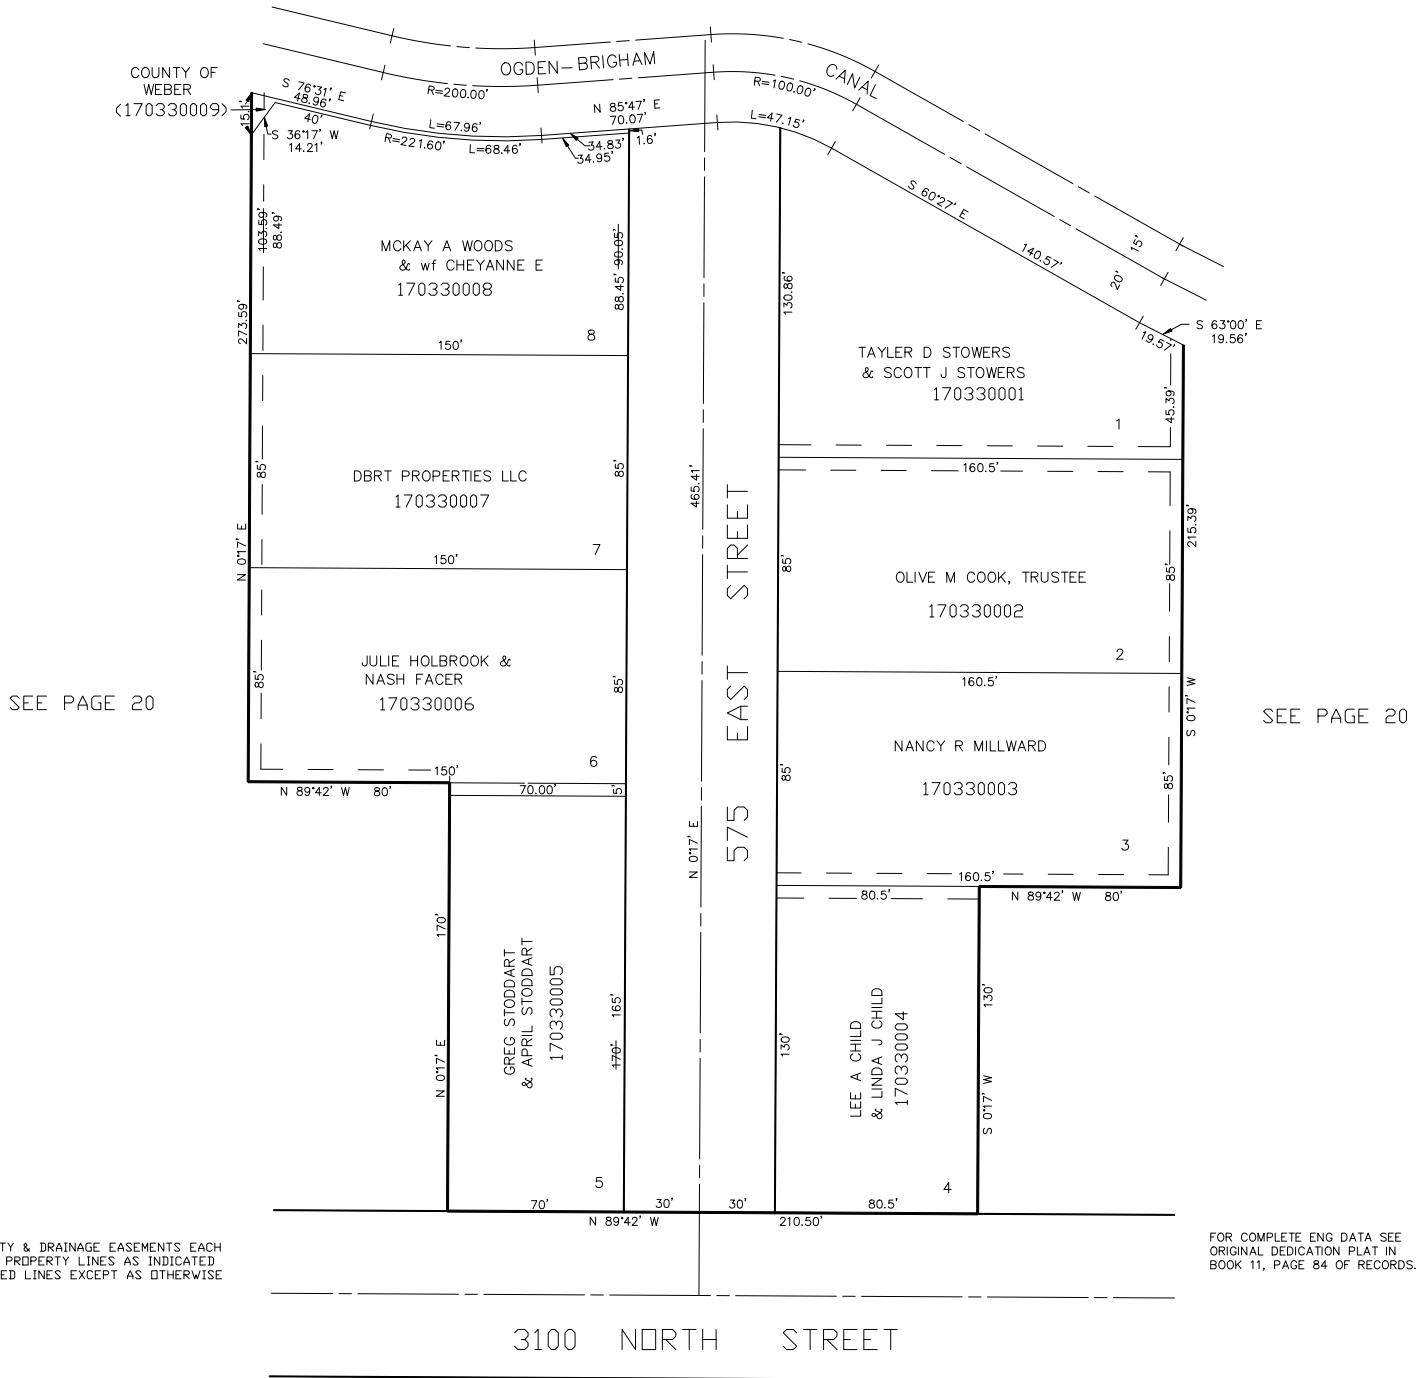 OGDEN-BRIGHAM
CANAL
COUNTY OF
WEBER
(170330009)
15.1'
S 76°31' E
48.96'
40'
S 36°17' W
14.21'
R=200.00'
L=67.96'
R=221.60'
L=68.46'
N 85°47' E
70.07'
34.83'
34.95'
1.6'
R=100.00'
L=47.15'
S 60°27' E
140.57'
15'
20'
S 63°00' E
19.56'
19.57'
103.59'
88.49'
273.59'
MCKAY A WOODS
& wf CHEYANNE E
170330008
90.05'
88.45'
8
150'
130.86'
TAYLER D STOWERS
& SCOTT J STOWERS
170330001
45.39'
1
160.5'
85'
DBRT PROPERTIES LLC
170330007
85'
7
150'
N 0°17' E
465.41'
575 EAST STREET
85'
OLIVE M COOK, TRUSTEE
170330002
85'
215.39'
2
160.5'
85'
JULIE HOLBROOK &
NASH FACER
170330006
85'
6
150'
N 89°42' W 80'
70.00'
5'
SEE PAGE 20
SEE PAGE 20
S 0°17' W
NANCY R MILLWARD
170330003
85'
85'
3
160.5'
80.5'
N 89°42' W 80'
N 0°17' E
170'
N 0°17' E
GREG STODDART
& APRIL STODDART
170330005
165'
170'
5
130'
LEE A CHILD
& LINDA J CHILD
170330004
130'
S 0°17' W
4
70'
30'
30'
80.5'
N 89°42' W
210.50'
TY & DRAINAGE EASEMENTS EACH
PROPERTY LINES AS INDICATED
ED LINES EXCEPT AS OTHERWISE
FOR COMPLETE ENG DATA SEE
ORIGINAL DEDICATION PLAT IN
BOOK 11, PAGE 84 OF RECORDS.
3100 NORTH STREET